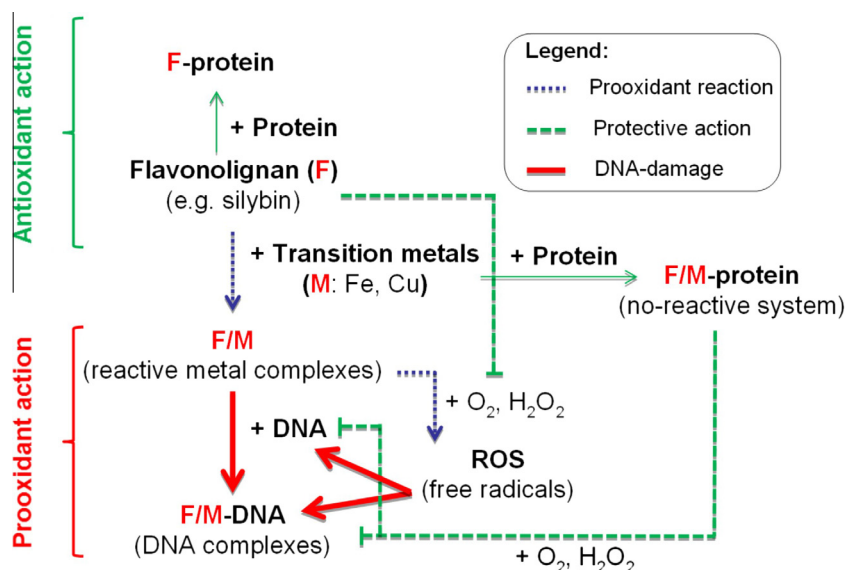 Antioxidant action
Prooxidant action
F-protein
+ Protein
Flavonolignan (F)
(e.g. silybin)
+ Transition metals
(M: Fe, Cu)
+ Protein
F/M-protein
(no-reactive system)
F/M
(reactive metal complexes)
+ O₂, H₂O₂
+ DNA
ROS
(free radicals)
F/M-DNA
(DNA complexes)
+ O₂, H₂O₂
Legend:
Prooxidant reaction
Protective action
DNA-damage